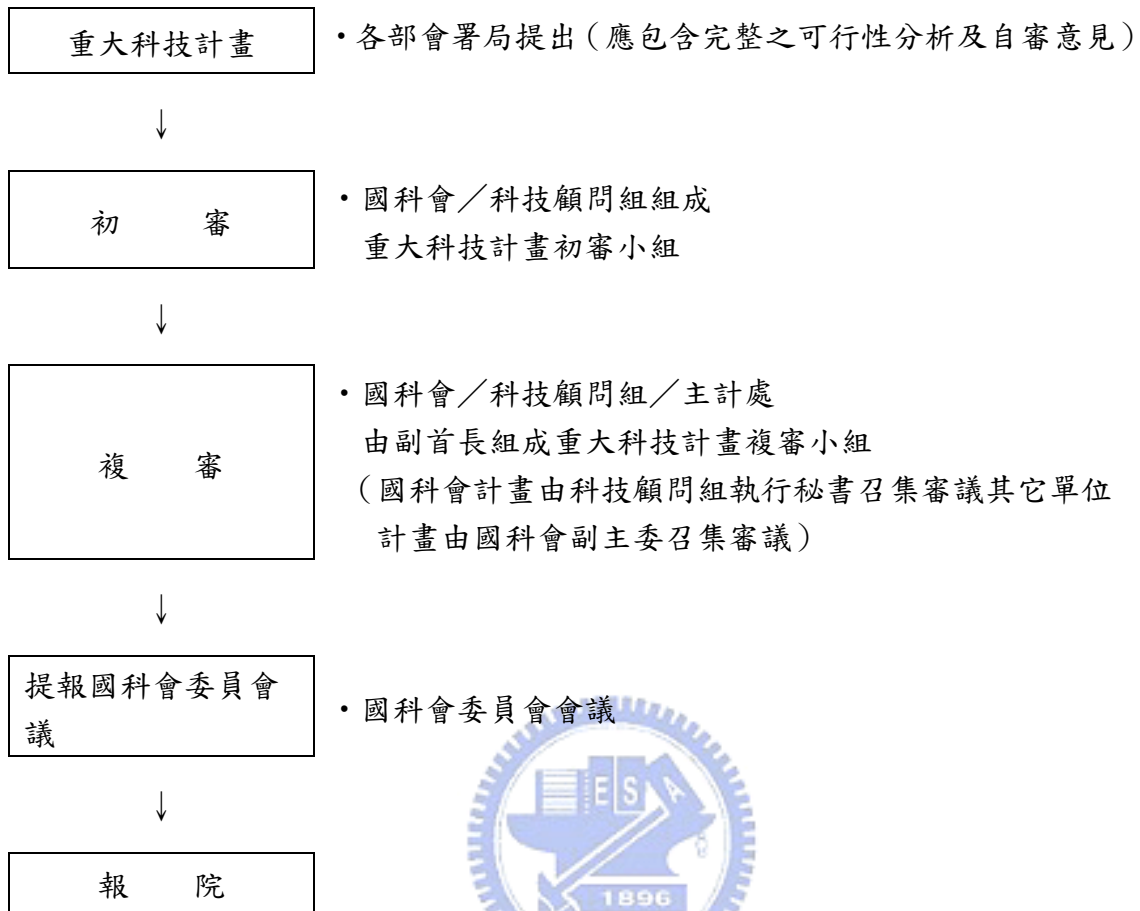 重大科技計畫
・各部會署局提出（應包含完整之可行性分析及自審意見）
↓
初 審
・國科會／科技顧問組組成
重大科技計畫初審小組
↓
複 審
・國科會／科技顧問組／主計處
由副首長組成重大科技計畫複審小組
（國科會計畫由科技顧問組執行秘書召集審議其它單位
計畫由國科會副主委召集審議）
↓
提報國科會委員會
議
・國科會委員會會議
↓
報 院
ESA
1896